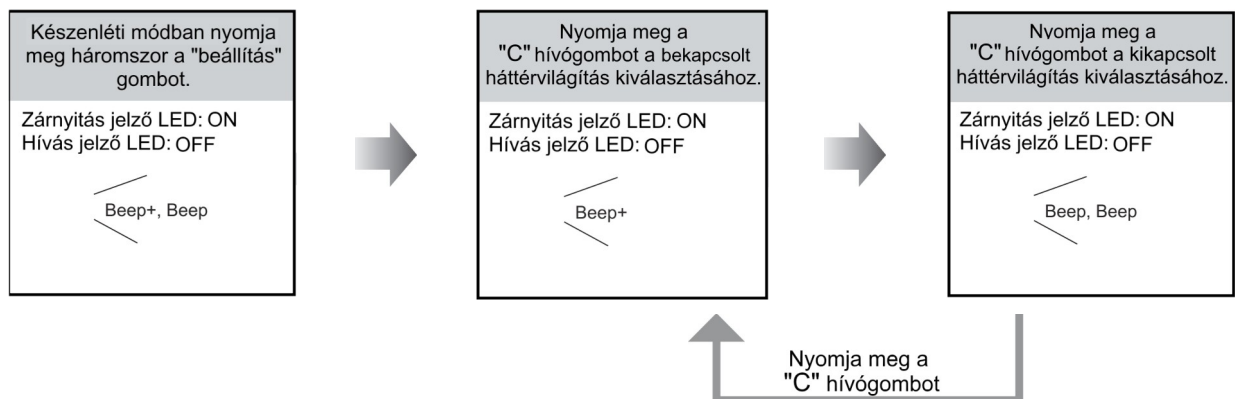 Készenléti módban nyomja
meg háromszor a "beállítás"
gombot.
Zárnyitás jelző LED: ON
Hívás jelző LED: OFF
Beep+, Beep
Nyomja meg a
"C" hívógombot a bekapcsolt
háttérvilágítás kiválasztásához.
Zárnyitás jelző LED: ON
Hívás jelző LED: OFF
Beep+
Nyomja meg a
"C" hívógombot a kikapcsolt
háttérvilágítás kiválasztásához.
Zárnyitás jelző LED: ON
Hívás jelző LED: OFF
Beep, Beep
Nyomja meg a
"C" hívógombot